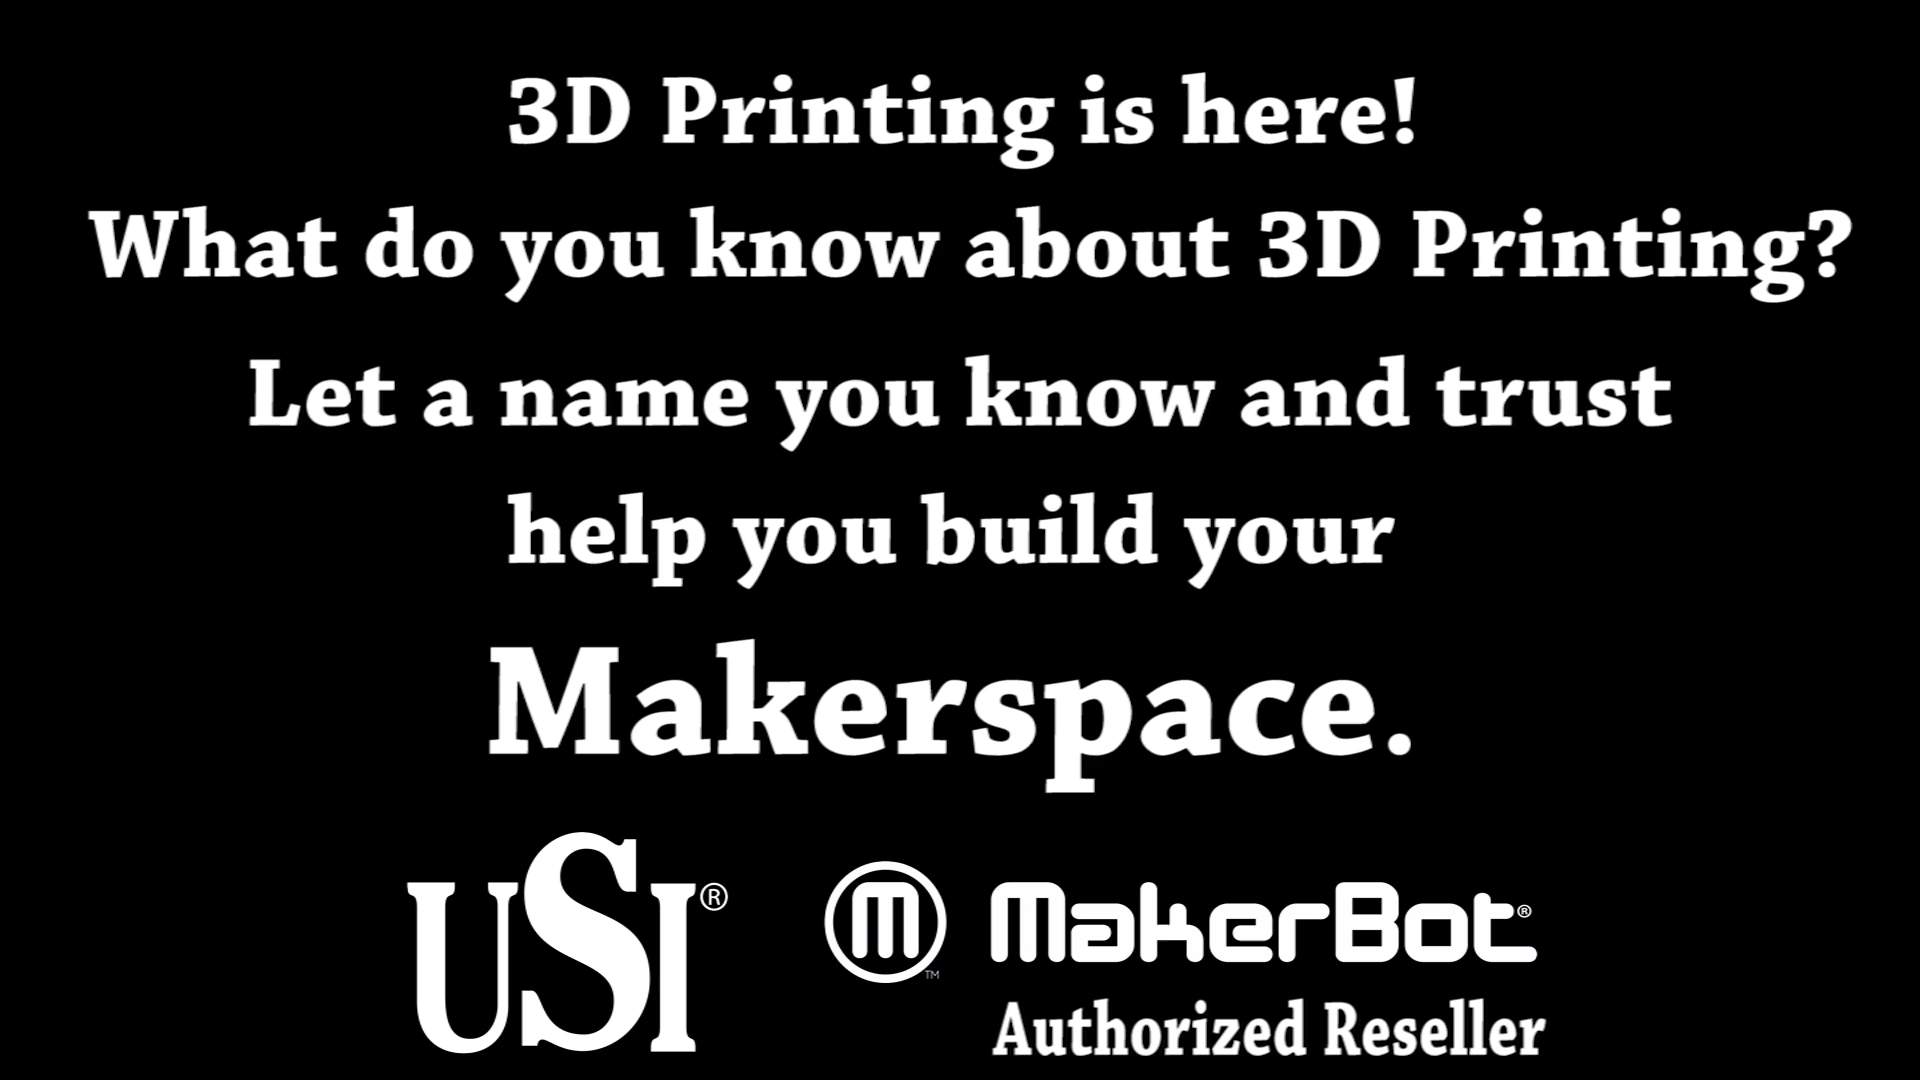 3D Printing is here!
What do you know about 3D Printing?
Let a name you know and trust
help you build your
Makerspace.
USI®
M™ MakerBot®
Authorized Reseller